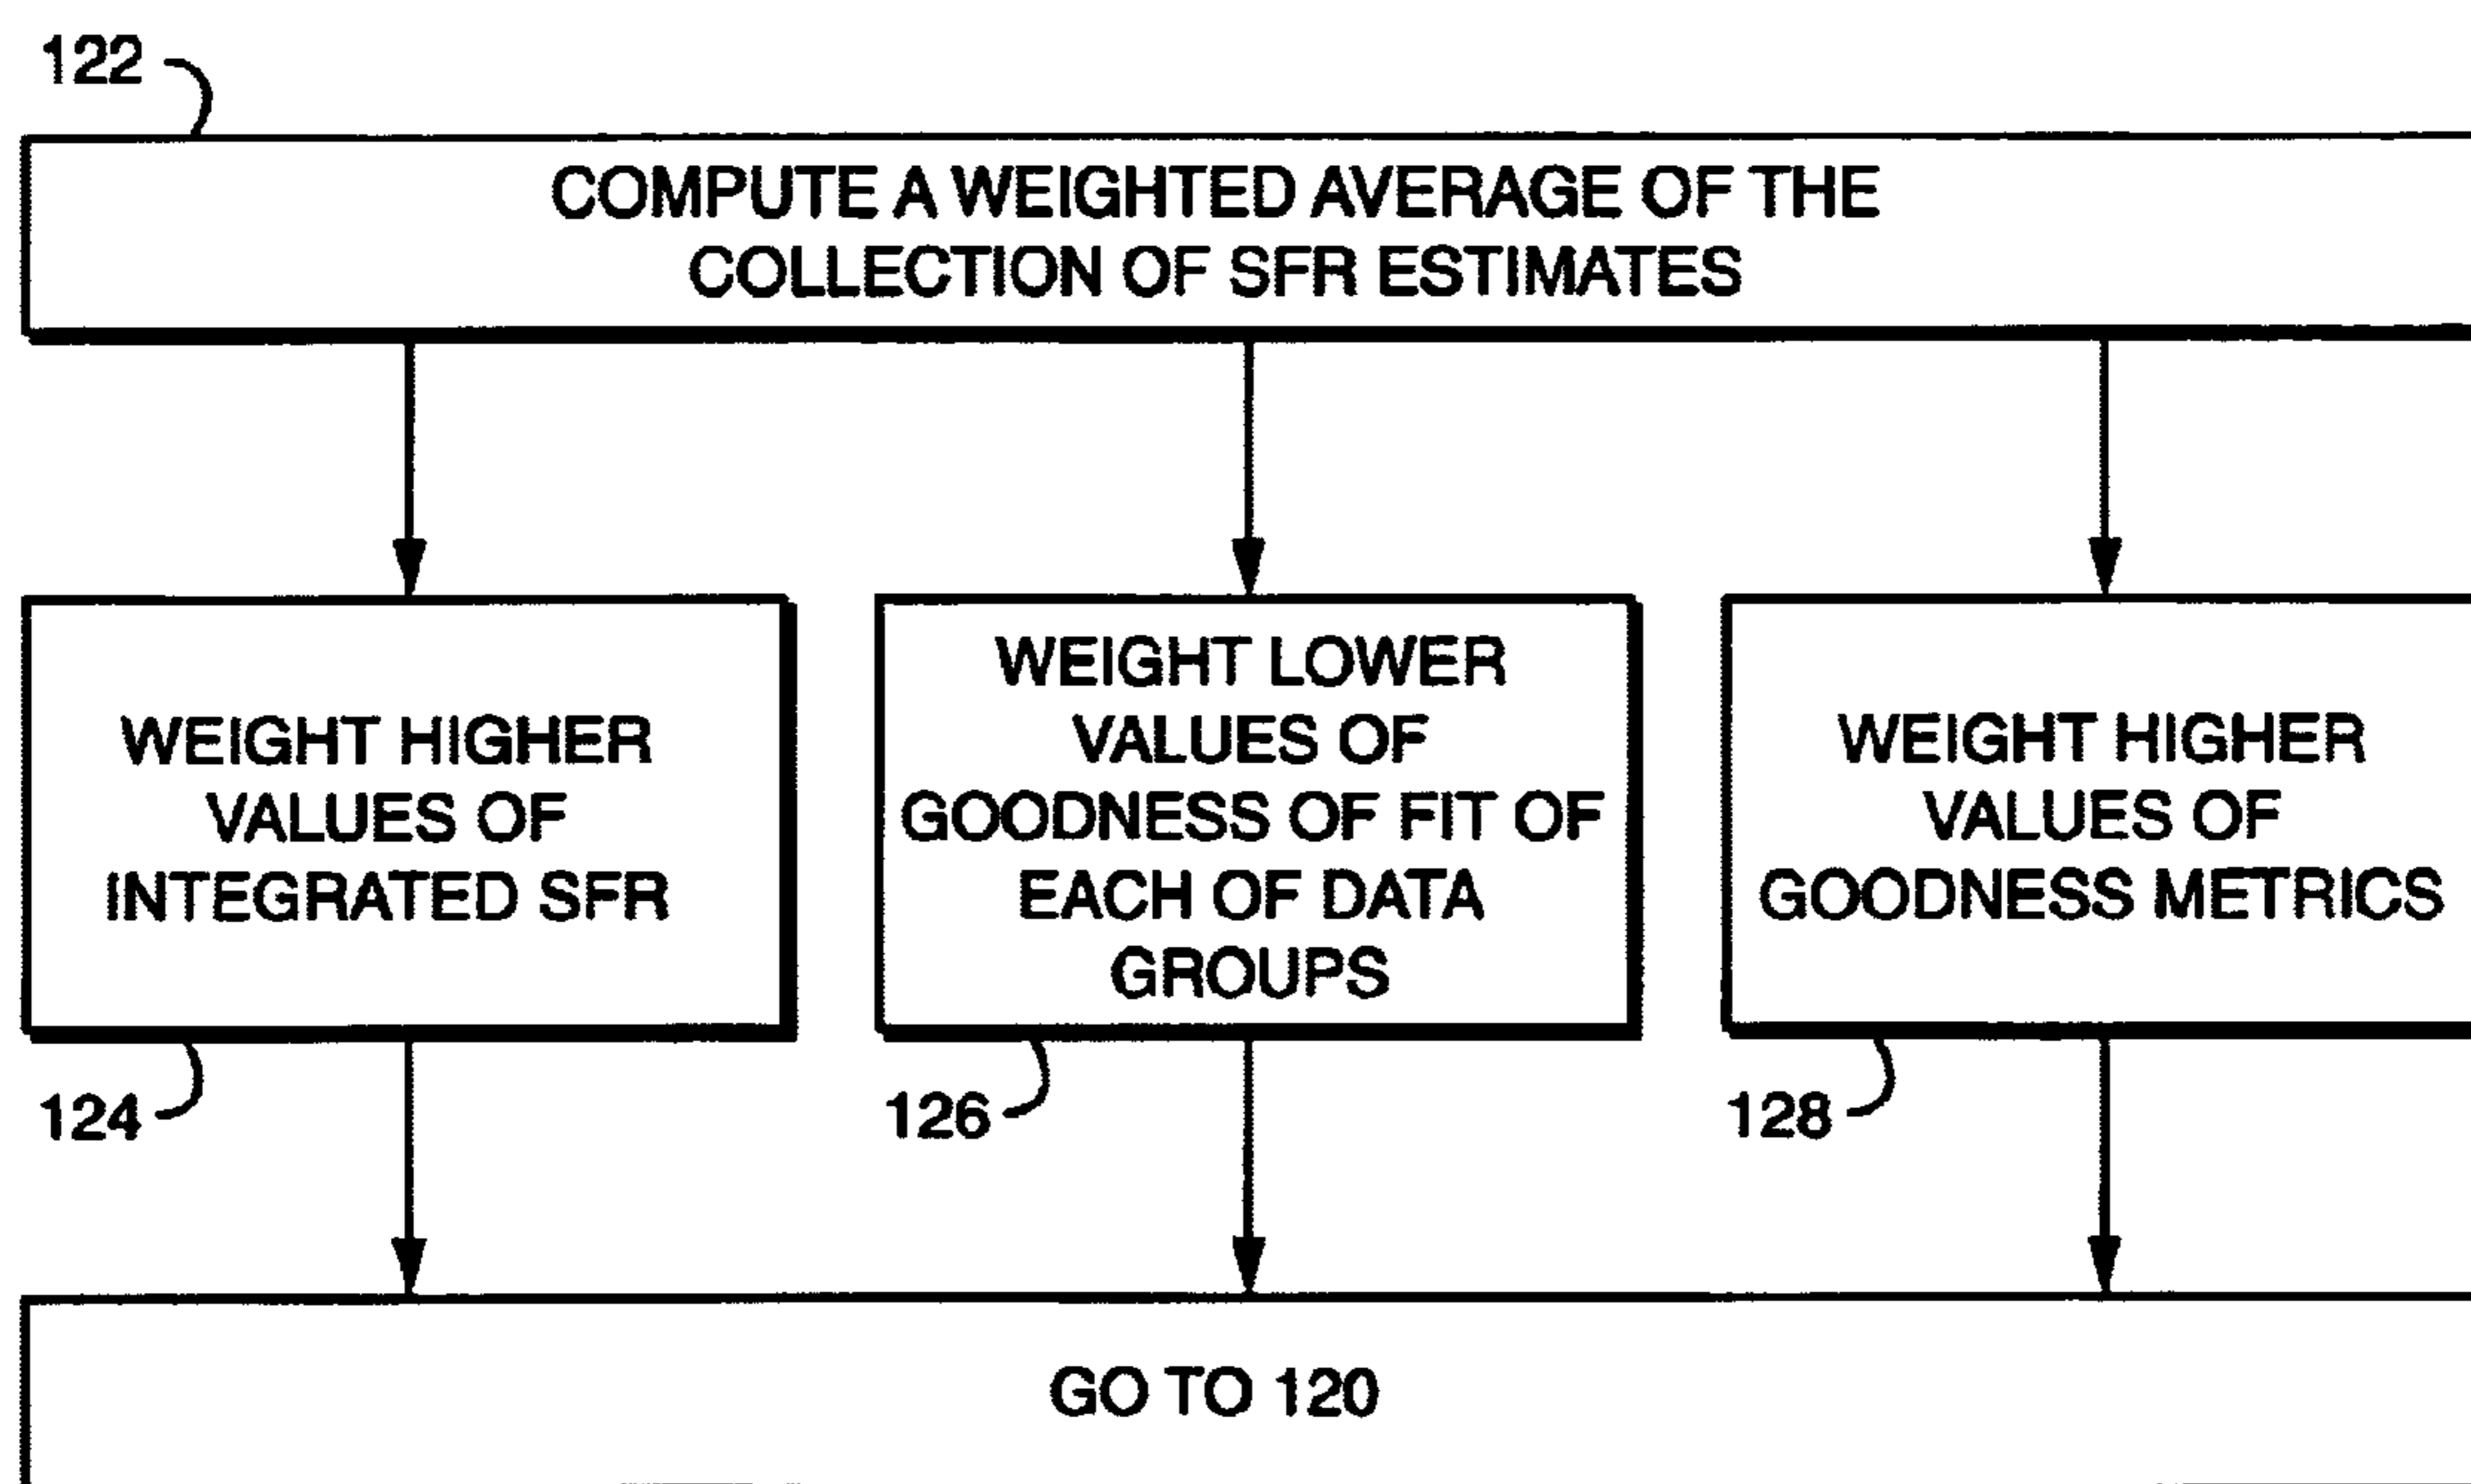 122
COMPUTE A WEIGHTED AVERAGE OF THE
COLLECTION OF SFR ESTIMATES
WEIGHT HIGHER
VALUES OF
INTEGRATED SFR
WEIGHT LOWER
VALUES OF
GOODNESS OF FIT OF
EACH OF DATA
GROUPS
WEIGHT HIGHER
VALUES OF
GOODNESS METRICS
124
126
128
GO TO 120